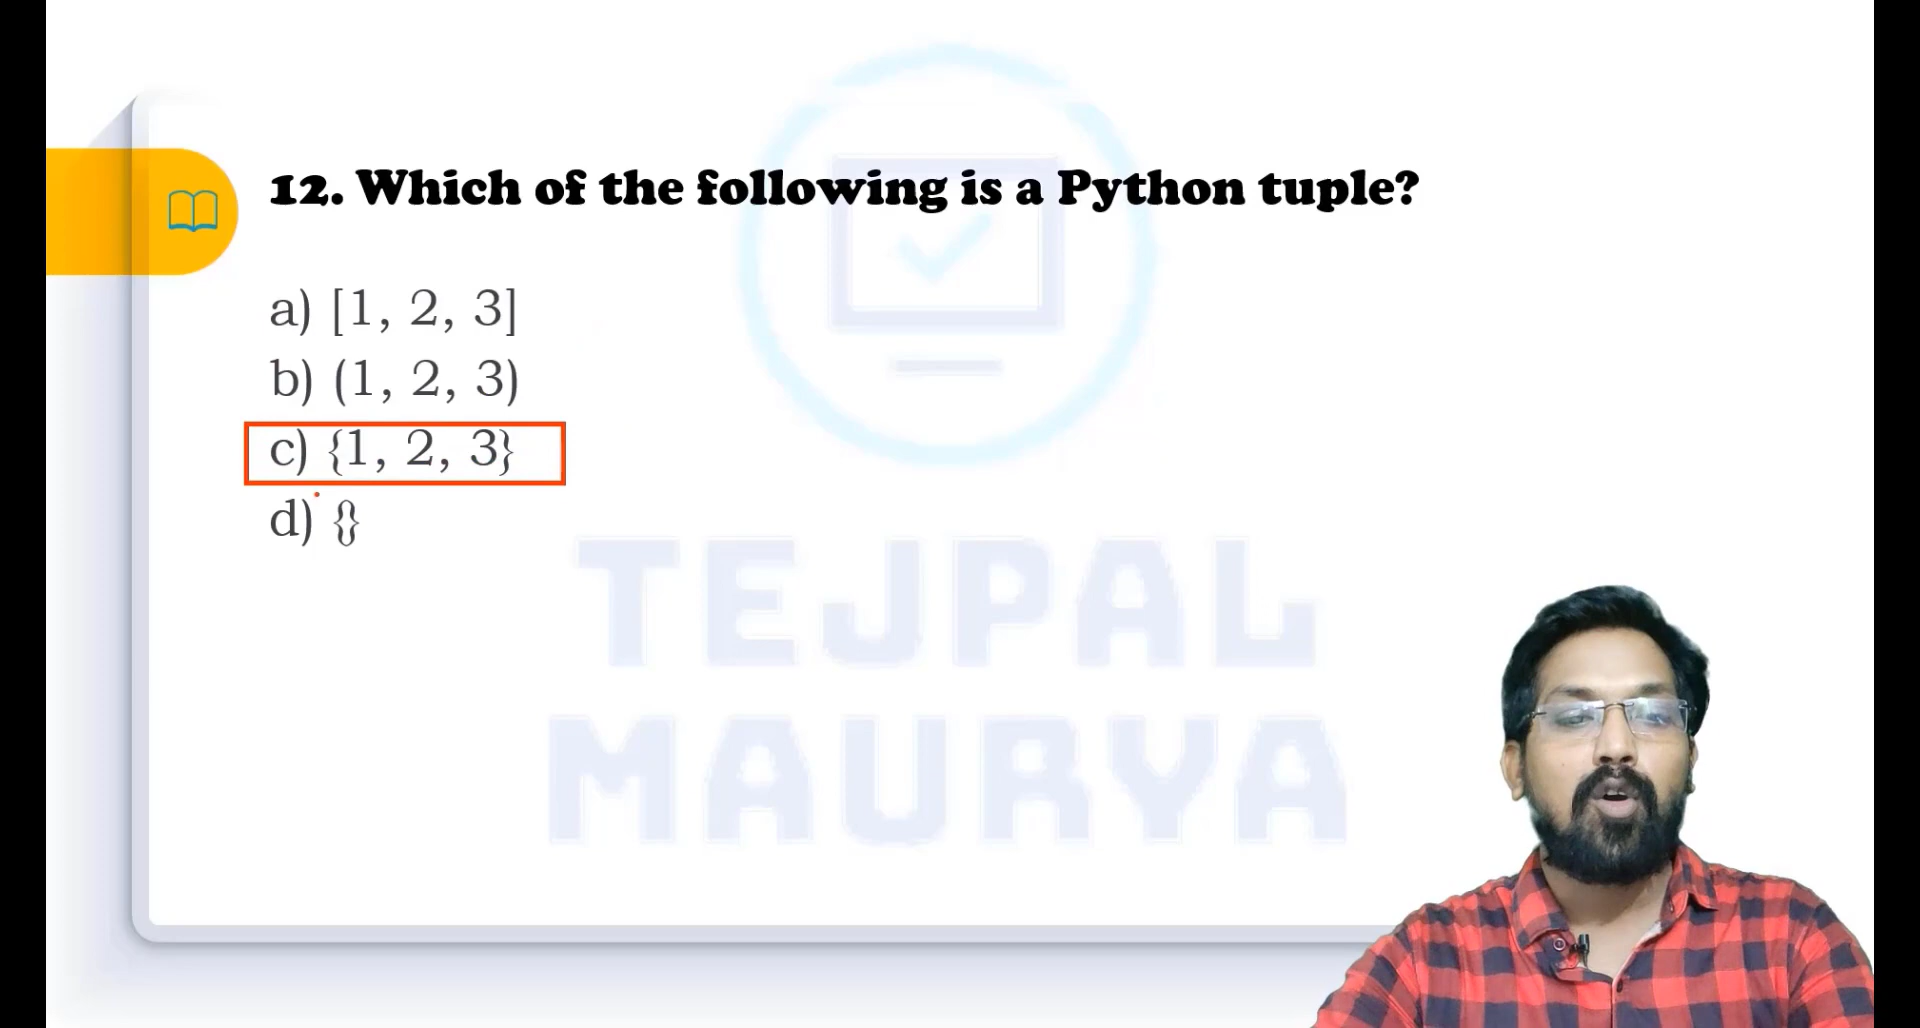 12. Which of the following is a Python tuple?
a) [1, 2, 3]
b) (1, 2, 3)
c) {1, 2, 3}
d) {}
TEJPAL
MAURYA